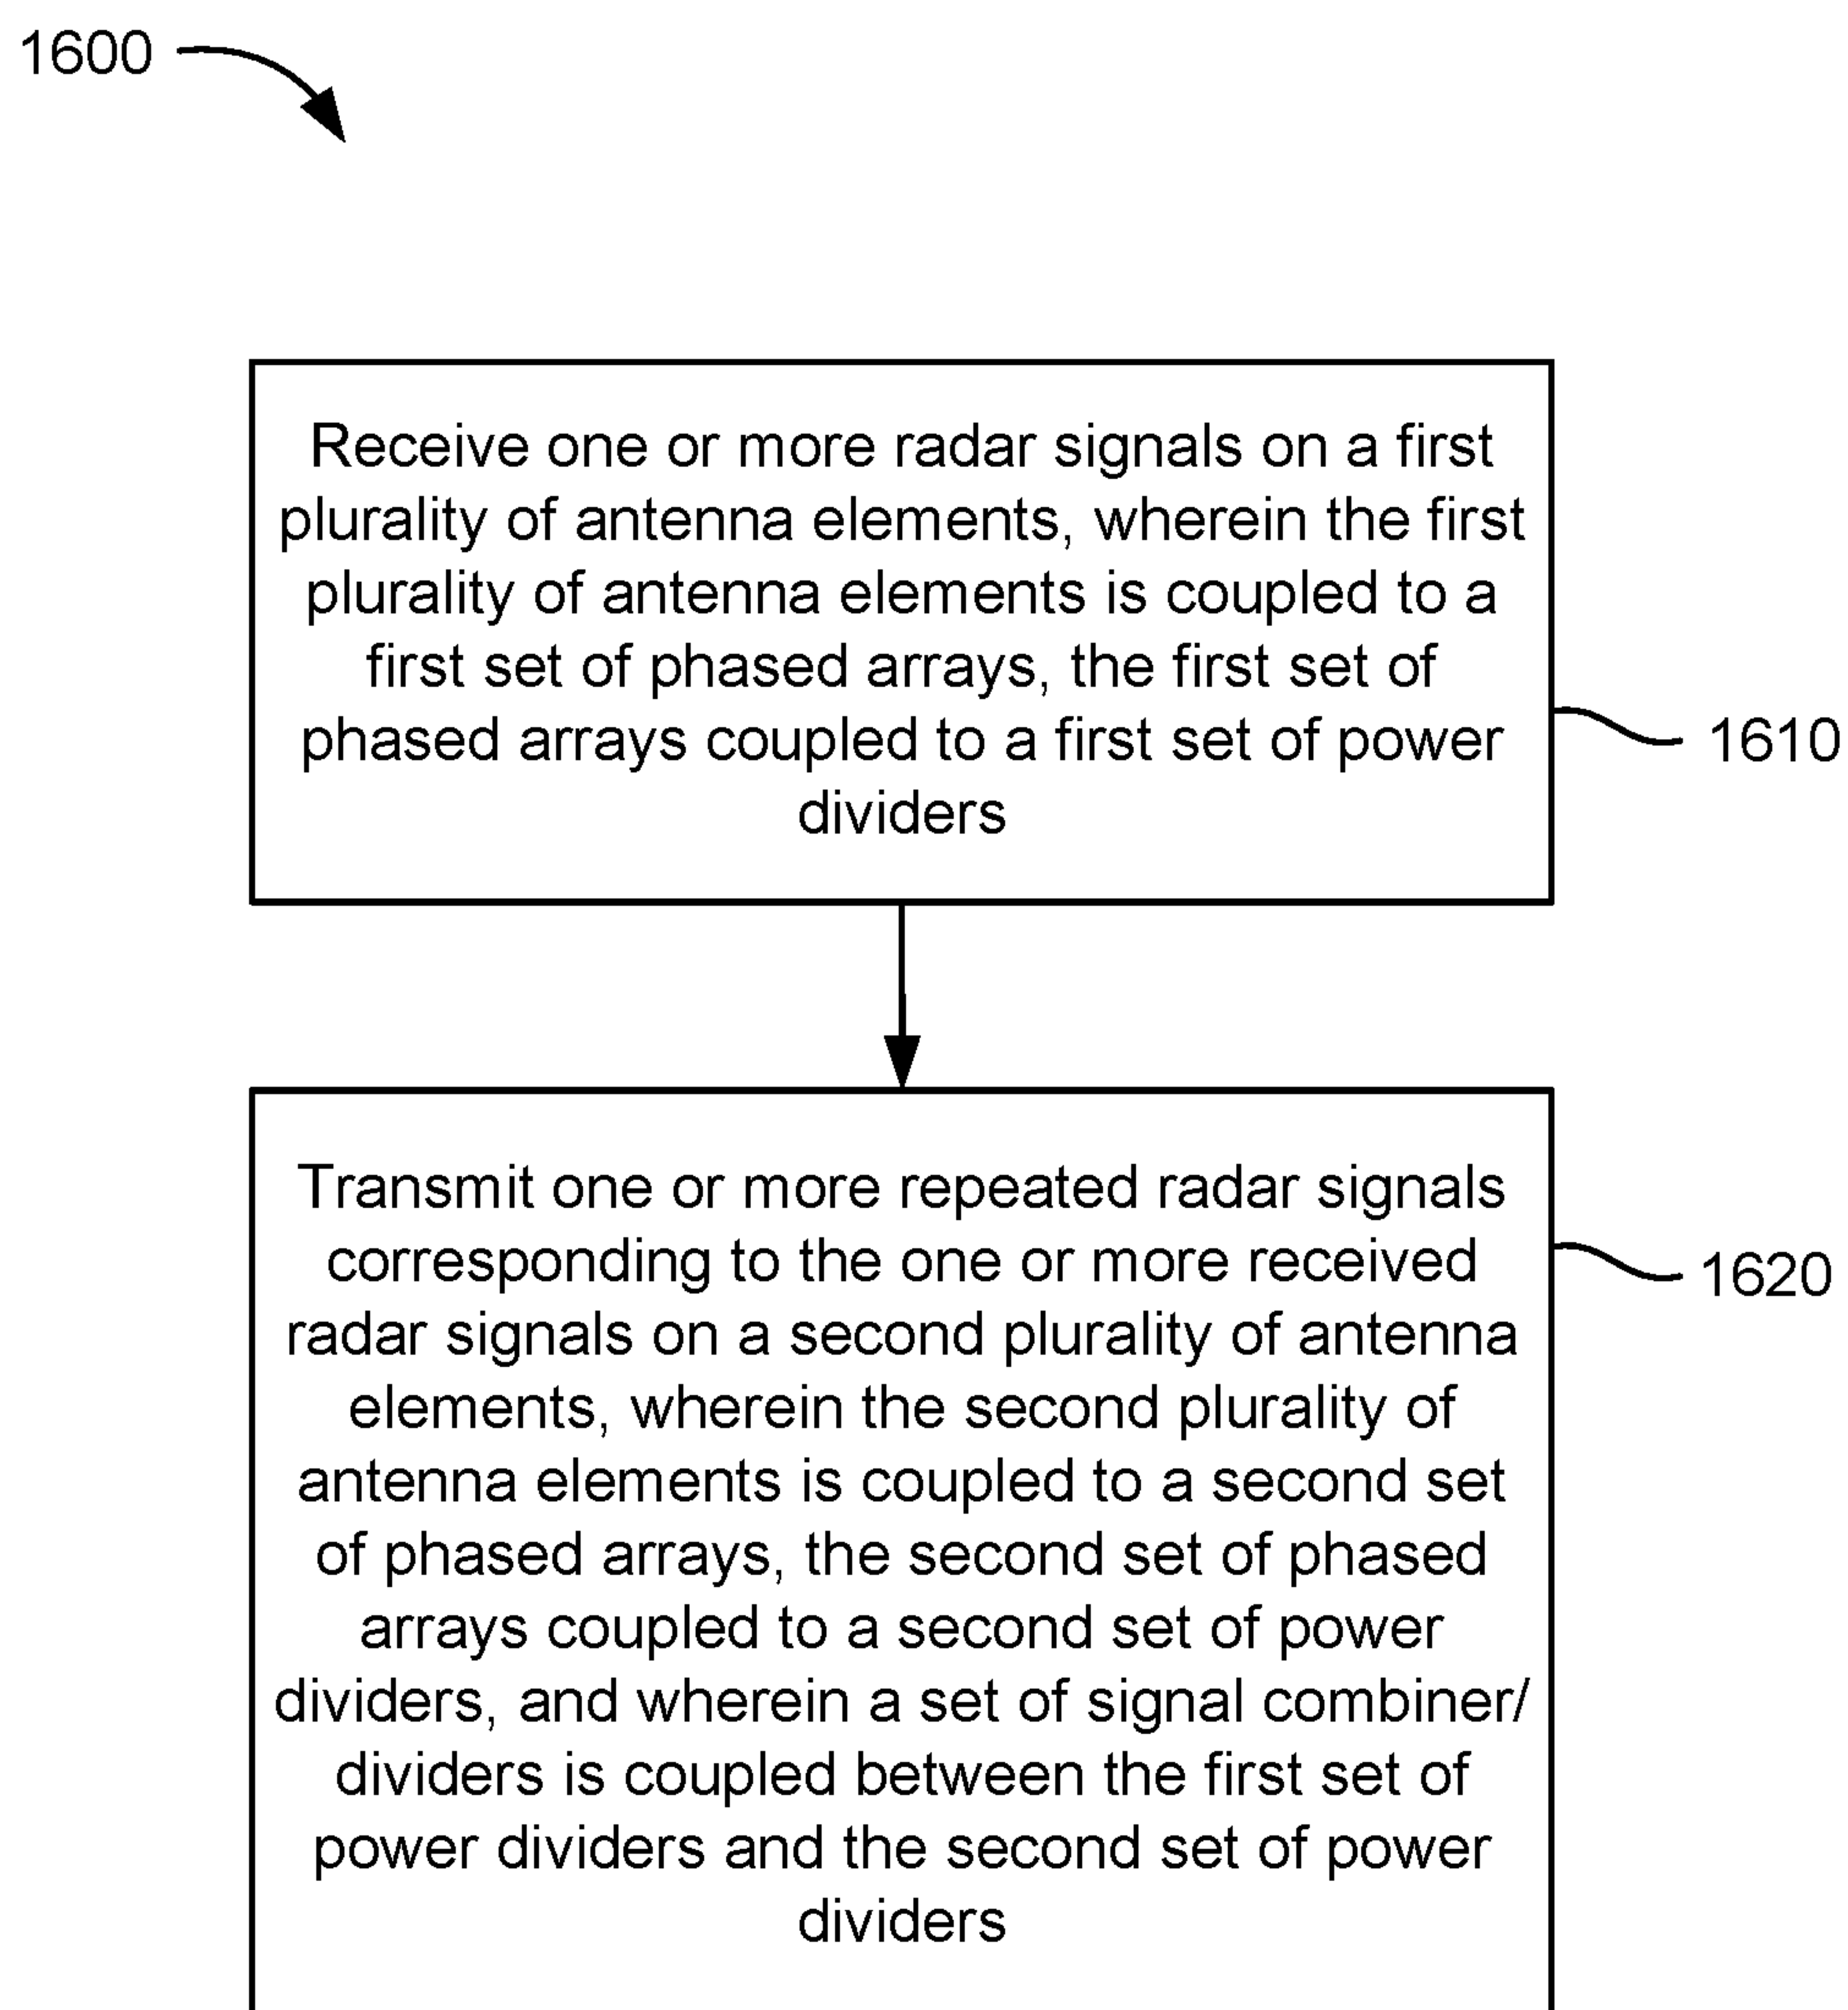 1600
Receive one or more radar signals on a first
plurality of antenna elements, wherein the first
plurality of antenna elements is coupled to a
first set of phased arrays, the first set of
phased arrays coupled to a first set of power
dividers
1610
Transmit one or more repeated radar signals
corresponding to the one or more received
radar signals on a second plurality of antenna
elements, wherein the second plurality of
antenna elements is coupled to a second set
of phased arrays, the second set of phased
arrays coupled to a second set of power
dividers, and wherein a set of signal combiner/
dividers is coupled between the first set of
power dividers and the second set of power
dividers
1620